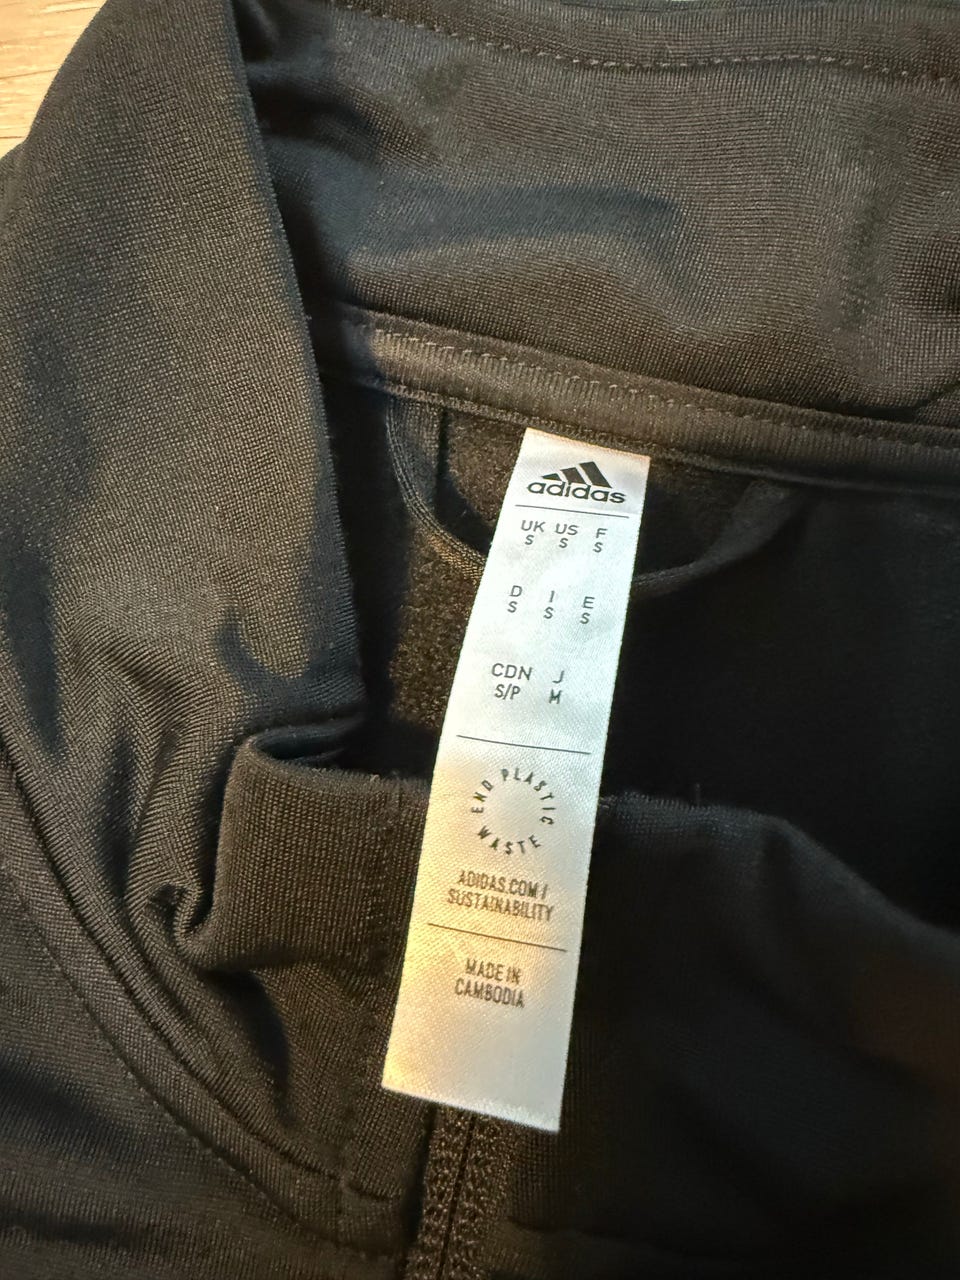 adidas
UK US F
S S S
D I E
S S S
CDN J
S/P M
END PLASTIC WASTE
ADIDAS.COM/
SUSTAINABILITY
MADE IN
CAMBODIA